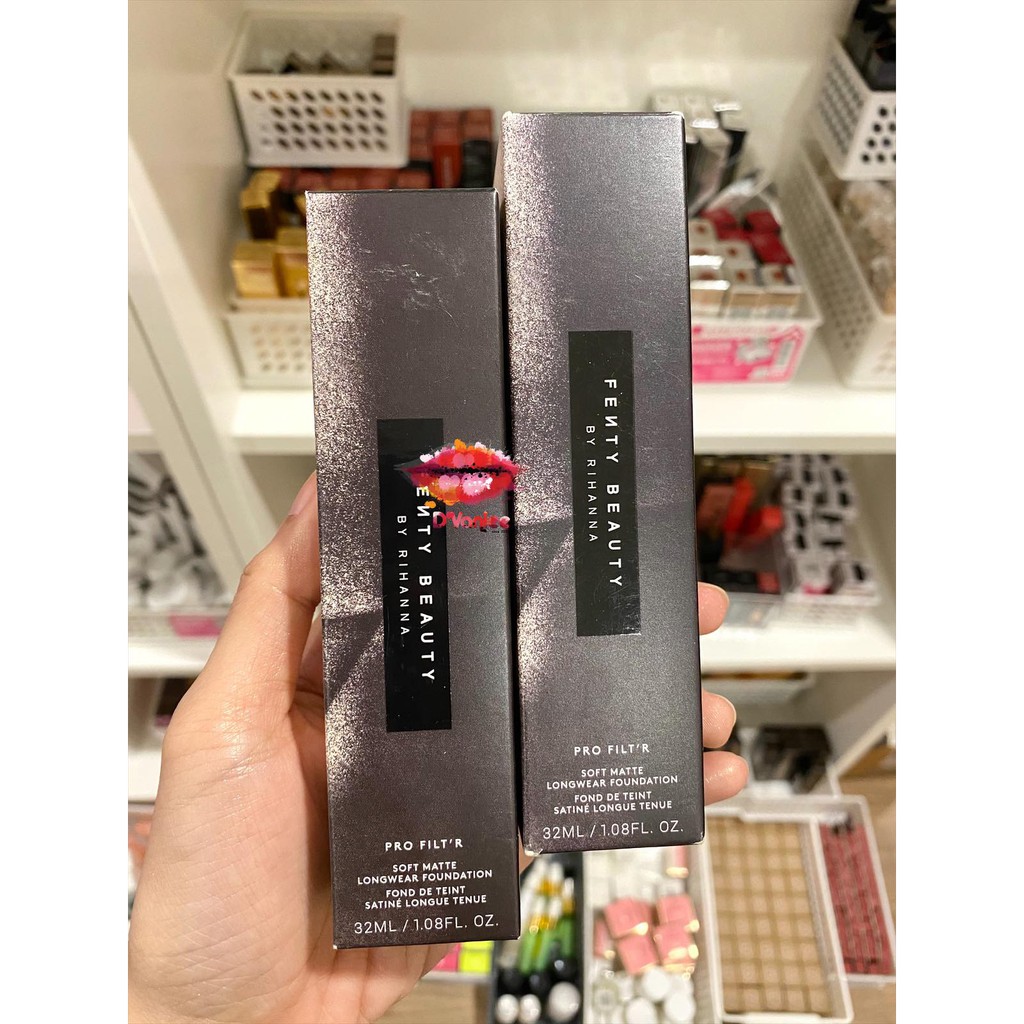 FENTY BEAUTY
BY RIHANNA
PRO FILT'R
SOFT MATTE
LONGWEAR FOUNDATION
FOND DE TEINT
SATINÉ LONGUE TENUE
32ML / 1.08FL. OZ.
FENTY BEAUTY
BY RIHANNA
PRO FILT'R
SOFT MATTE
LONGWEAR FOUNDATION
FOND DE TEINT
SATINÉ LONGUE TENUE
32ML / 1.08FL. OZ.